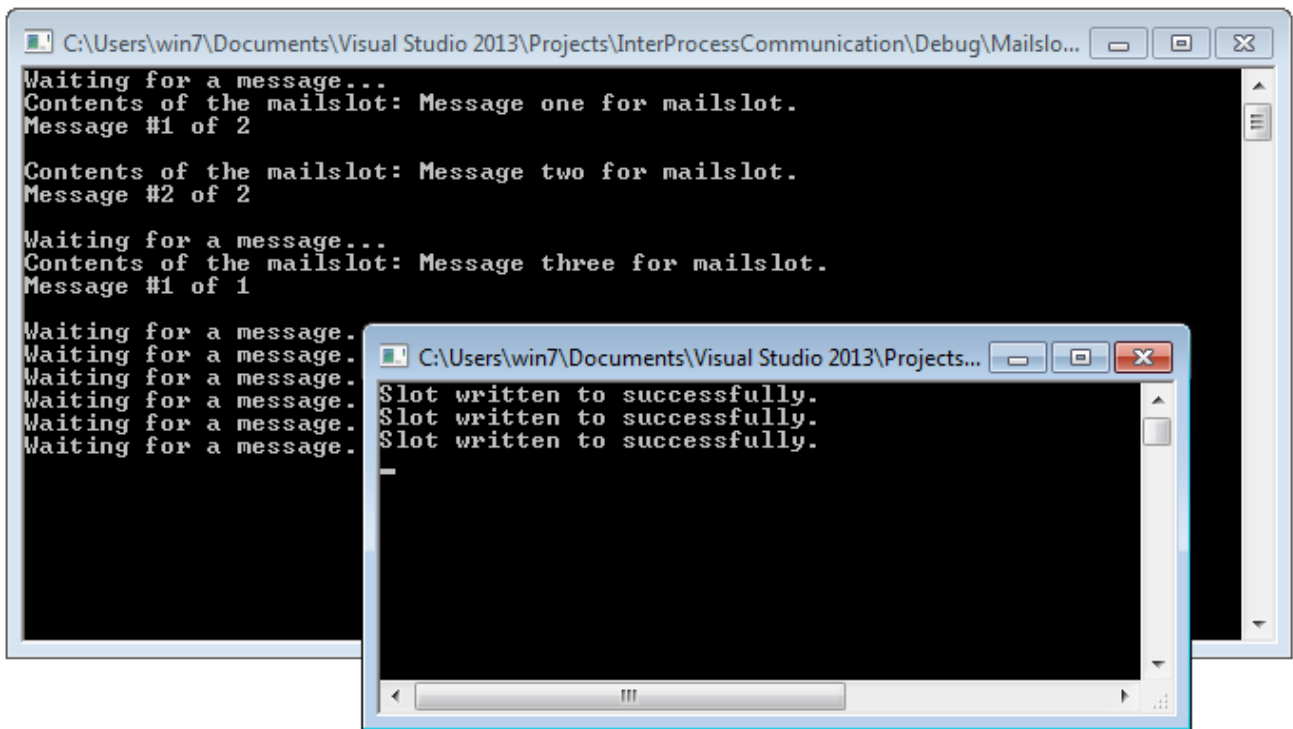 C:\Users\win7\Documents\Visual Studio 2013\Projects\InterProcessCommunication\Debug\Mailslo...
Waiting for a message...
Contents of the mailslot: Message one for mailslot.
Message #1 of 2
Contents of the mailslot: Message two for mailslot.
Message #2 of 2
Waiting for a message...
Contents of the mailslot: Message three for mailslot.
Message #1 of 1
Waiting for a message.
Waiting for a message.
Waiting for a message.
Waiting for a message.
Waiting for a message.
Waiting for a message.
C:\Users\win7\Documents\Visual Studio 2013\Projects...
Slot written to successfully.
Slot written to successfully.
Slot written to successfully.